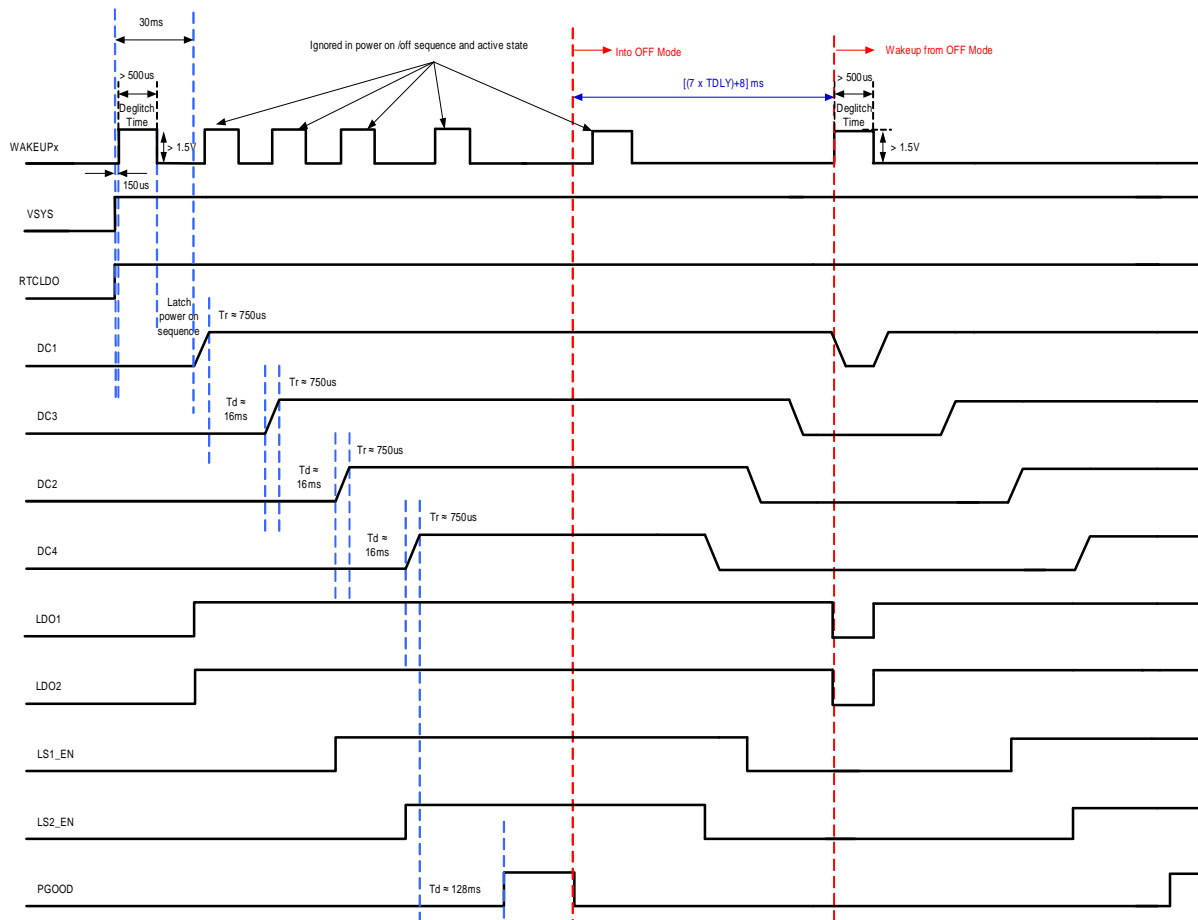 30ms
Ignored in power on /off sequence and active state
Into OFF Mode
Wakeup from OFF Mode
> 500us
Deglitch
Time
[(7 x TDLY)+8] ms
> 500us
Deglitch
Time
WAKEUPx
> 1.5V
> 1.5V
150us
VSYS
RTCLDO
Latch
power on
sequence
Tr ≈ 750us
DC1
Tr ≈ 750us
Td ≈
16ms
DC3
Tr ≈ 750us
Td ≈
16ms
DC2
Tr ≈ 750us
Td ≈
16ms
DC4
LDO1
LDO2
LS1_EN
LS2_EN
PGOOD
Td ≈ 128ms